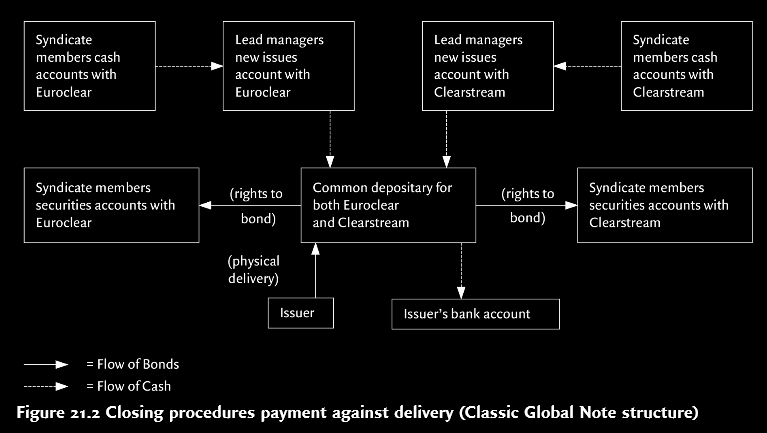 Syndicate
members cash
accounts with
Euroclear
Lead managers
new issues
account with
Euroclear
Lead managers
new issues
account with
Clearstream
Syndicate
members cash
accounts with
Clearstream
Syndicate members
securities accounts with
Euroclear
(rights to
bond)
Common depositary for
both Euroclear
and Clearstream
(rights to
bond)
Syndicate members
securities accounts with
Clearstream
(physical
delivery)
Issuer
Issuer's bank account
= Flow of Bonds
= Flow of Cash
Figure 21.2 Closing procedures payment against delivery (Classic Global Note structure)